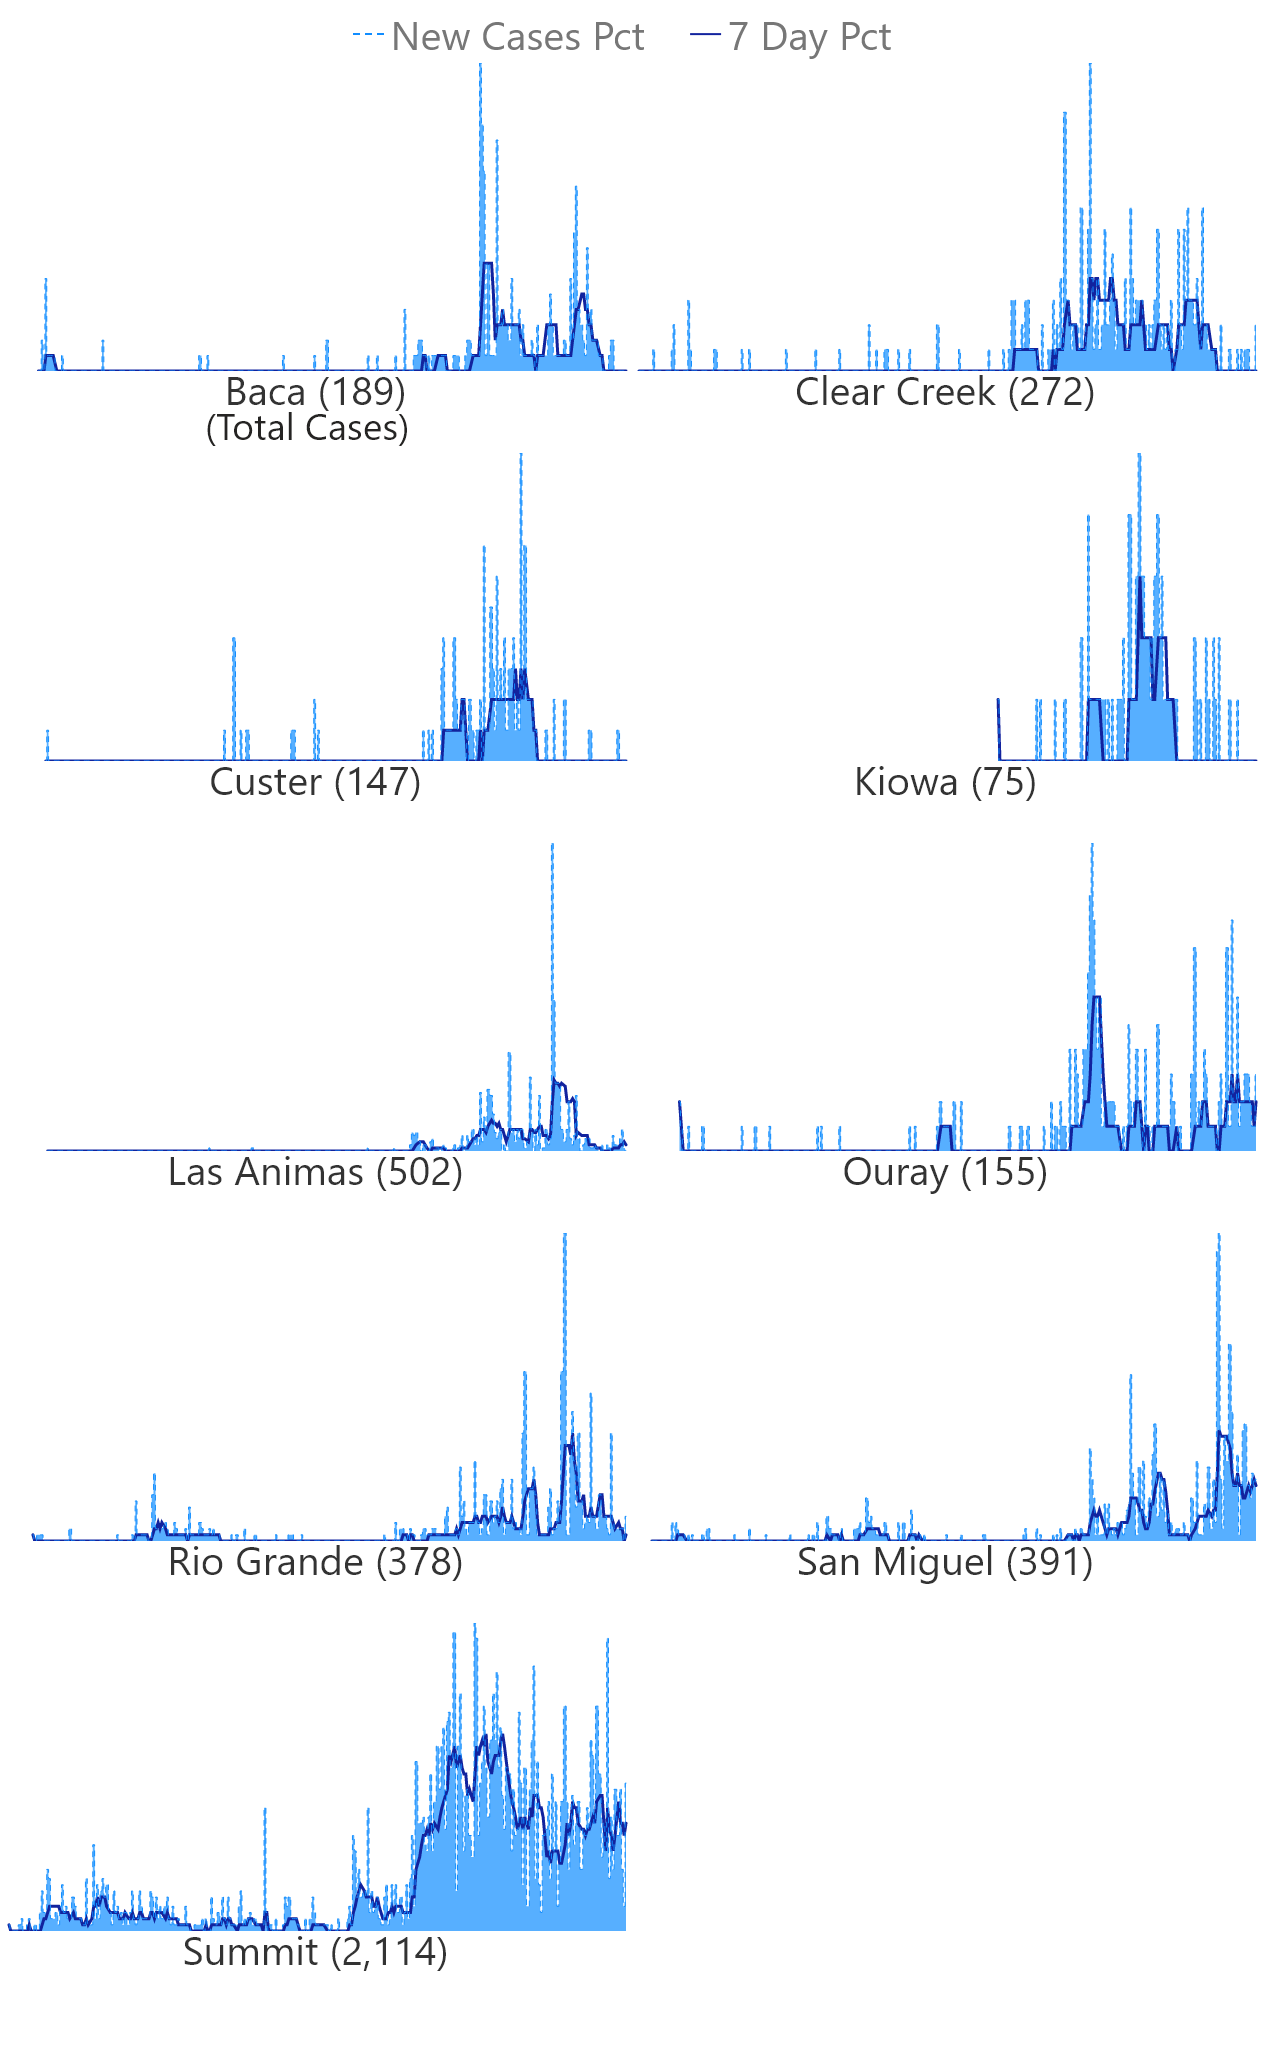 New Cases Pct 7 Day Pct
Baca (189) Clear Creek (272)
(Total Cases)
Custer (147) Kiowa (75)
Las Animas (502) Ouray (155)
Rio Grande (378) San Miguel (391)
Summit (2,114)